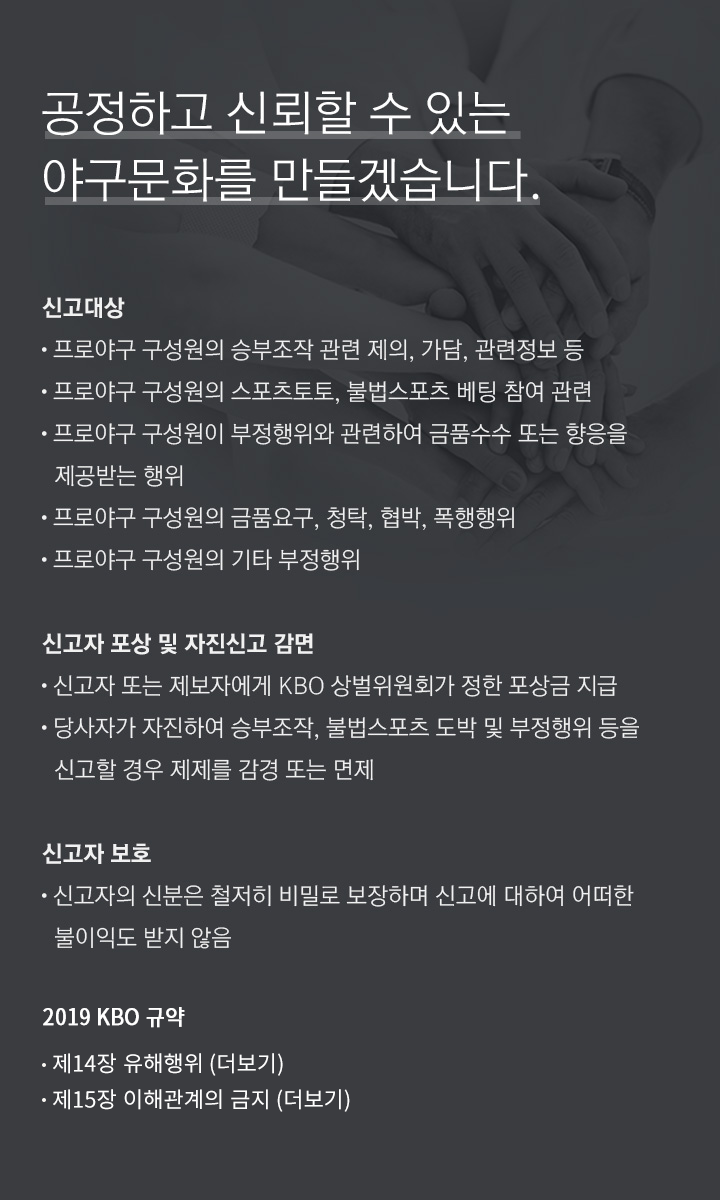 공정하고 신뢰할 수 있는
야구문화를 만들겠습니다.
신고대상
• 프로야구 구성원의 승부조작 관련 제의, 가담, 관련정보 등
• 프로야구 구성원의 스포츠토토, 불법스포츠 베팅 참여 관련
• 프로야구 구성원이 부정행위와 관련하여 금품수수 또는 향응을
제공받는 행위
• 프로야구 구성원의 금품요구, 청탁, 협박, 폭행행위
• 프로야구 구성원의 기타 부정행위
신고자 포상 및 자진신고 감면
• 신고자 또는 제보자에게 KBO 상벌위원회가 정한 포상금 지급
• 당사자가 자진하여 승부조작, 불법스포츠 도박 및 부정행위 등을
신고할 경우 제제를 감경 또는 면제
신고자 보호
• 신고자의 신분은 철저히 비밀로 보장하며 신고에 대하여 어떠한
불이익도 받지 않음
2019 KBO 규약
• 제14장 유해행위 (더보기)
• 제15장 이해관계의 금지 (더보기)